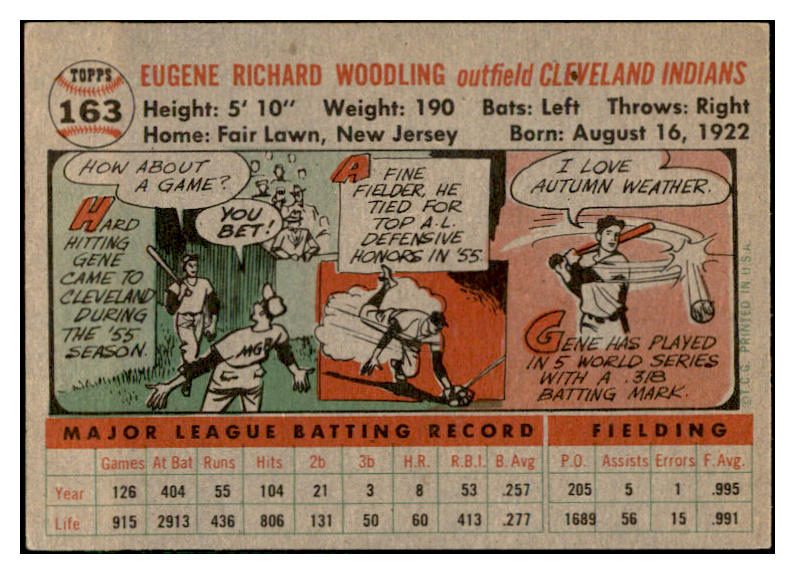 TOPPS
163
EUGENE RICHARD WOODLING outfield CLEVELAND INDIANS
Height: 5' 10" Weight: 190 Bats: Left Throws: Right
Home: Fair Lawn, New Jersey Born: August 16, 1922
HOW ABOUT
A GAME?
YOU
BET!
HARD
HITTING
GENE
CAME TO
CLEVELAND
DURING
THE '55
SEASON.
MGR.
A FINE
FIELDER, HE
TIED FOR
TOP A.L.
DEFENSIVE
HONORS IN '55.
I LOVE
AUTUMN WEATHER.
GENE HAS PLAYED
IN 5 WORLD SERIES
WITH A .318
BATTING MARK.
© T.C.G. PRINTED IN U.S.A.
MAJOR LEAGUE BATTING RECORD FIELDING
Games At Bat Runs Hits 2b 3b H.R. R.B.I. B. Avg P.O. Assists Errors F. Avg.
Year 126 404 55 104 21 3 8 53 .257 205 5 1 .995
Life 915 2913 436 806 131 50 60 413 .277 1689 56 15 .991